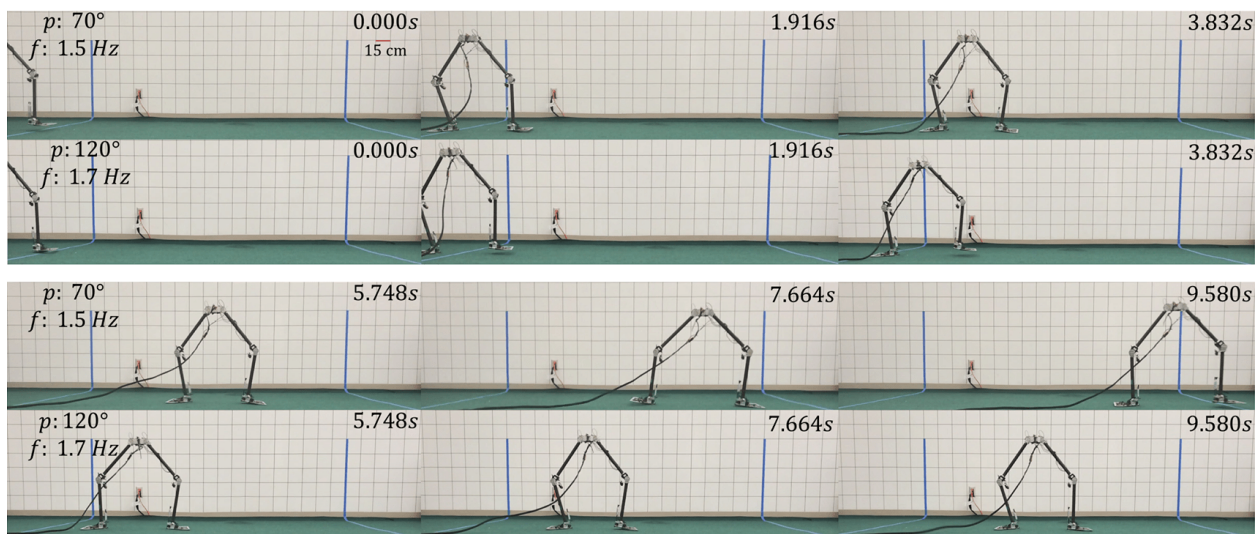 p: 70° 0.000s 1.916s 3.832s
f: 1.5 Hz 15 cm
p: 120° 0.000s 1.916s 3.832s
f: 1.7 Hz
p: 70° 5.748s 7.664s 9.580s
f: 1.5 Hz
p: 120° 5.748s 7.664s 9.580s
f: 1.7 Hz